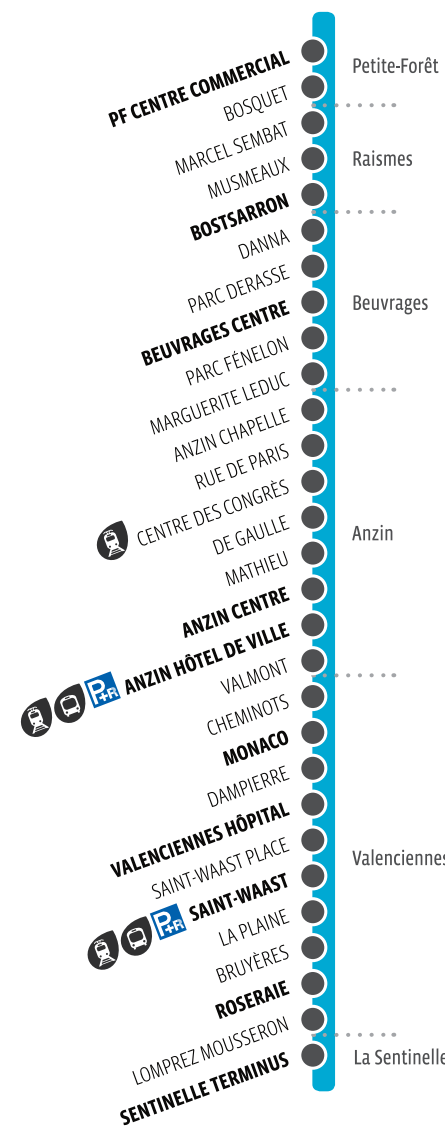 PF CENTRE COMMERCIAL
Petite-Forêt
BOSQUET
MARCEL SEMBAT
MUSMEAUX
Raismes
BOSTSARRON
DANNA
PARC DERASSE
BEUVRAGES CENTRE
Beuvrages
PARC FÉNELON
MARGUERITE LEDUC
ANZIN CHAPELLE
RUE DE PARIS
CENTRE DES CONGRÈS
DE GAULLE
Anzin
MATHIEU
ANZIN CENTRE
P+R ANZIN HÔTEL DE VILLE
VALMONT
CHEMINOTS
MONACO
DAMPIERRE
VALENCIENNES HÔPITAL
SAINT-WAAST PLACE
Valenciennes
P+R SAINT-WAAST
LA PLAINE
BRUYÈRES
ROSERAIE
LOMPREZ MOUSSERON
SENTINELLE TERMINUS
La Sentinelle